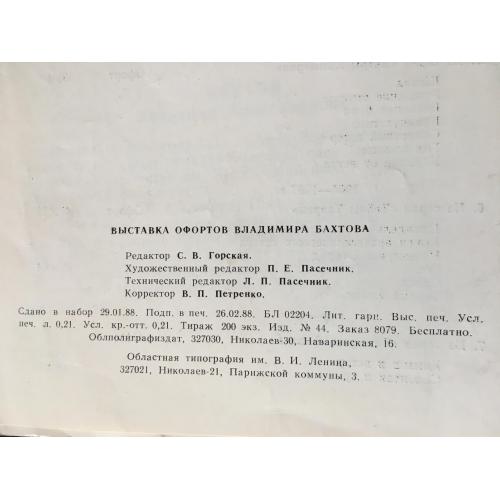 ВЫСТАВКА ОФОРТОВ ВЛАДИМИРА БАХТОВА
Редактор С. В. Горская.
Художественный редактор П. Е. Пасечник.
Технический редактор Л. П. Пасечник.
Корректор В. П. Петренко.
Сдано в набор 29.01.88. Подп. в печ. 26.02.88. БЛ 02204. Лит. гарн. Выс. печ. Усл.
печ. л. 0,21. Усл. кр.-отт. 0,21. Тираж 200 экз. Изд. № 44. Заказ 8079. Бесплатно.
Облполиграфиздат, 327030, Николаев-30, Наваринская, 16.
Областная типография им. В. И. Ленина,
327021, Николаев-21, Парижской коммуны, 3.